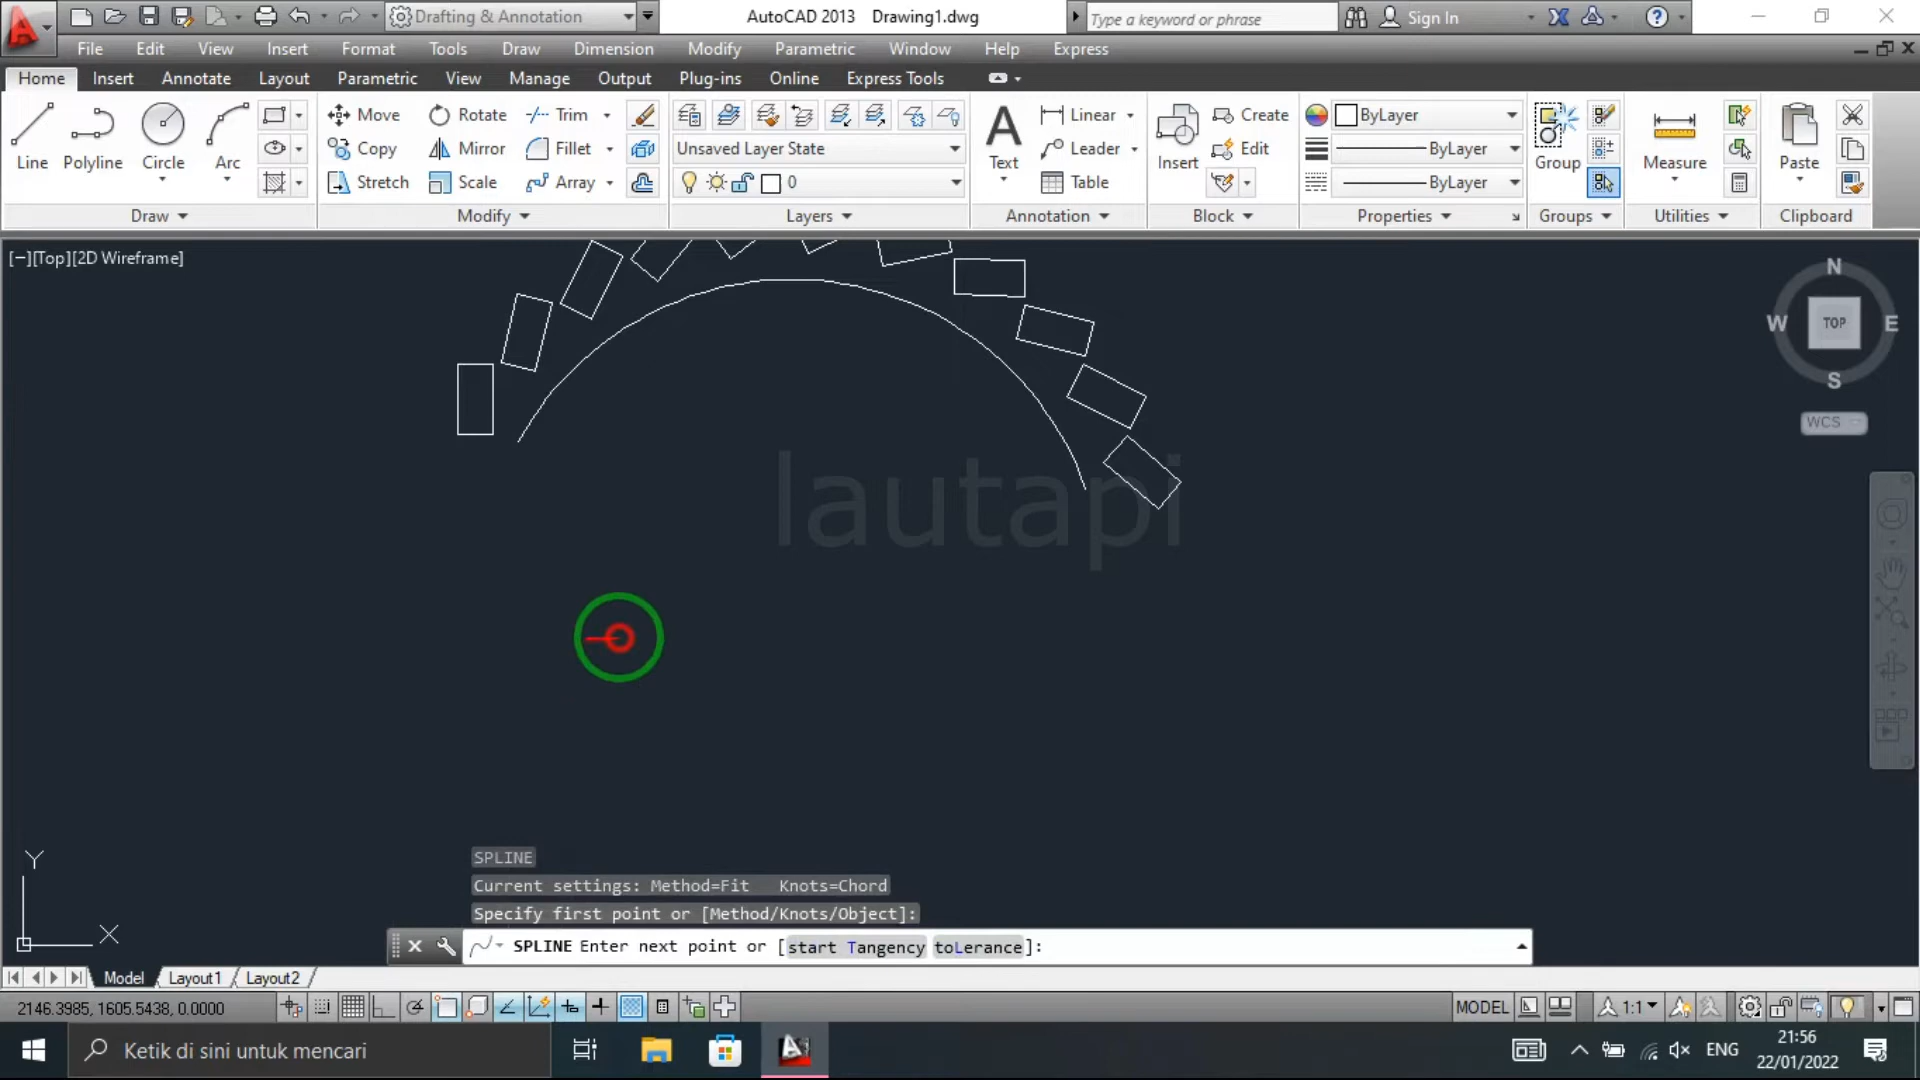 Drafting & Annotation
AutoCAD 2013 Drawing1.dwg
Type a keyword or phrase
Sign In
File Edit View Insert Format Tools Draw Dimension Modify Parametric Window Help Express
Home Insert Annotate Layout Parametric View Manage Output Plug-ins Online Express Tools
Line Polyline Circle Arc
Draw
Move Rotate Trim
Copy Mirror Fillet
Stretch Scale Array
Modify
Unsaved Layer State
0
Layers
Text
Linear
Leader
Table
Annotation
Insert
Create
Edit
Block
ByLayer
ByLayer
ByLayer
Properties
Group
Groups
Measure
Utilities
Paste
Clipboard
[−][Top][2D Wireframe]
N
W TOP E
S
WCS
lautapi
Y
X
SPLINE
Current settings: Method=Fit Knots=Chord
Specify first point or [Method/Knots/Object]:
SPLINE Enter next point or [start Tangency toLerance]:
Model Layout1 Layout2
2146.3985, 1605.5438, 0.0000
MODEL
1:1
Ketik di sini untuk mencari
ENG
21:56
22/01/2022